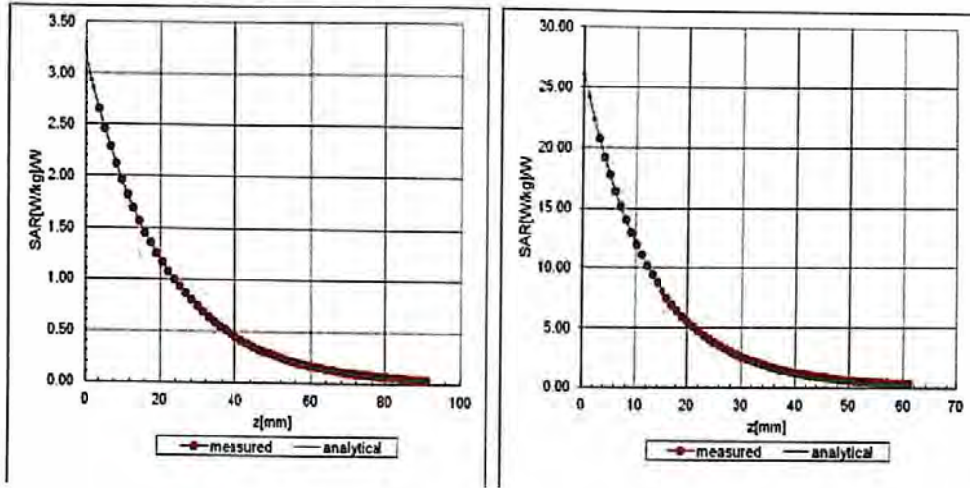 3.50
3.00
2.50
2.00
1.50
1.00
0.50
0.00
SAR[W/kg]/W
0 20 40 60 80 100
z[mm]
measured analytical
30.00
25.00
20.00
15.00
10.00
5.00
0.00
SAR[W/kg]/W
0 10 20 30 40 50 60 70
z[mm]
measured analytical